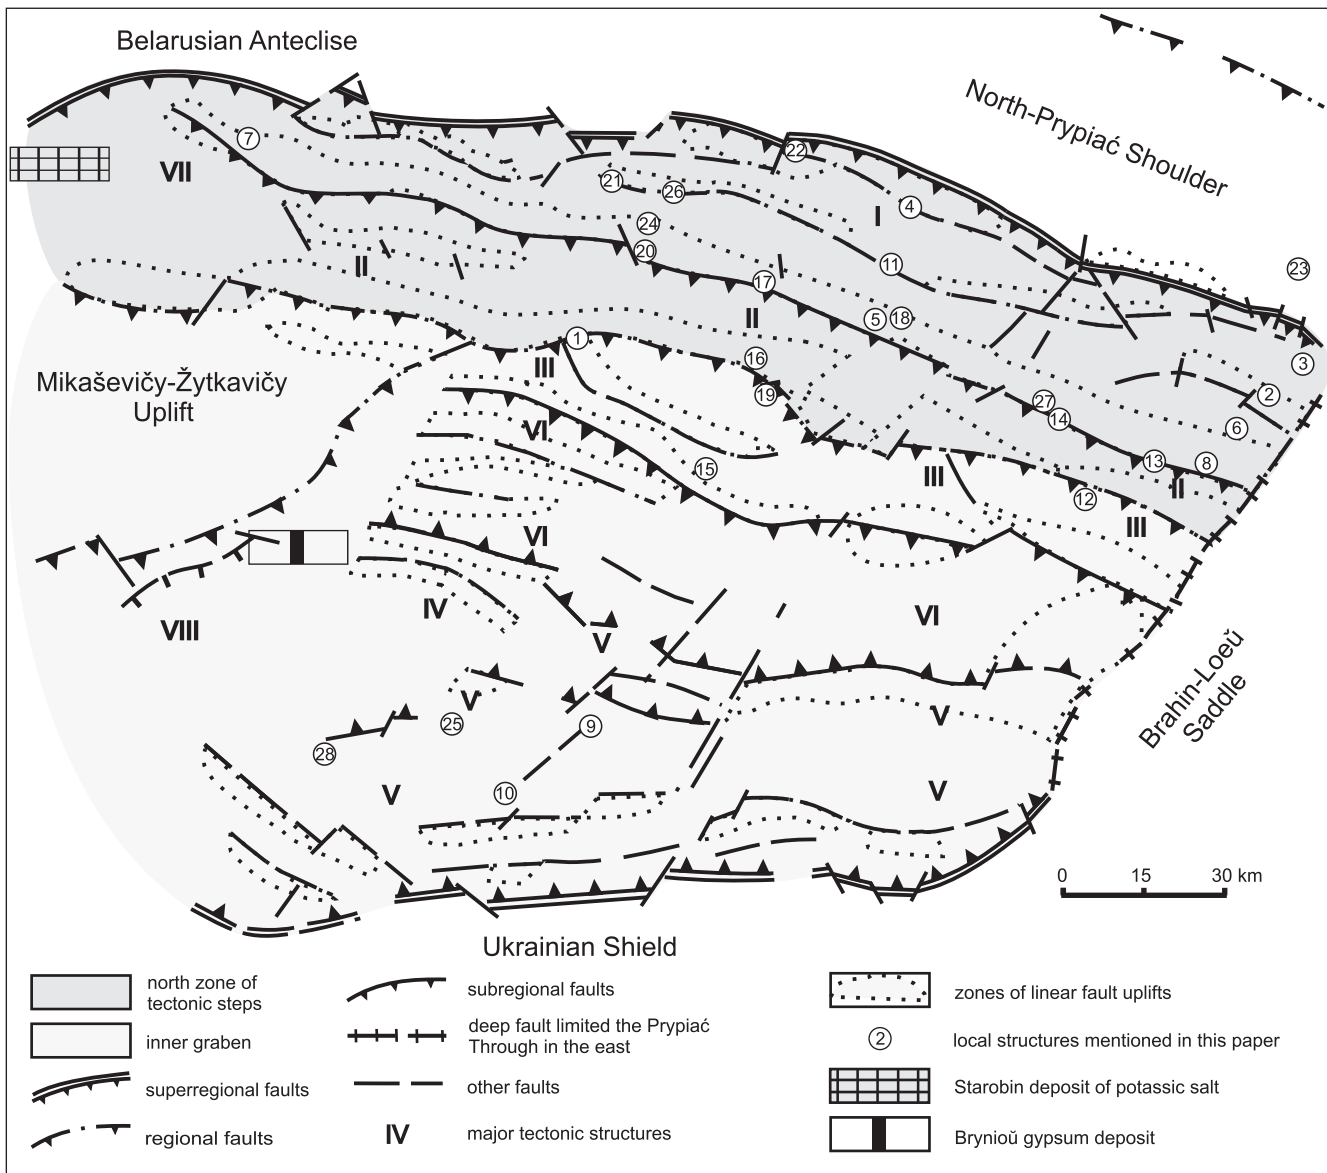 Belarusian Anteclise
North-Prypiać Shoulder
22
7
VII
21
26
I
4
24
20
II
11
23
17
II
5
18
1
16
III
3
Mikaševičy-Žytkavičy
Uplift
19
27
2
14
VI
6
15
13
8
III
II
12
III
VI
IV
VI
VIII
V
Brahin-Loeŭ
Saddle
V
25
V
9
28
10
V
V
0
15
30 km
Ukrainian Shield
north zone of
tectonic steps
inner graben
superregional faults
regional faults
subregional faults
deep fault limited the Prypiać
Through in the east
other faults
IV
major tectonic structures
zones of linear fault uplifts
2
local structures mentioned in this paper
Starobin deposit of potassic salt
Brynioŭ gypsum deposit